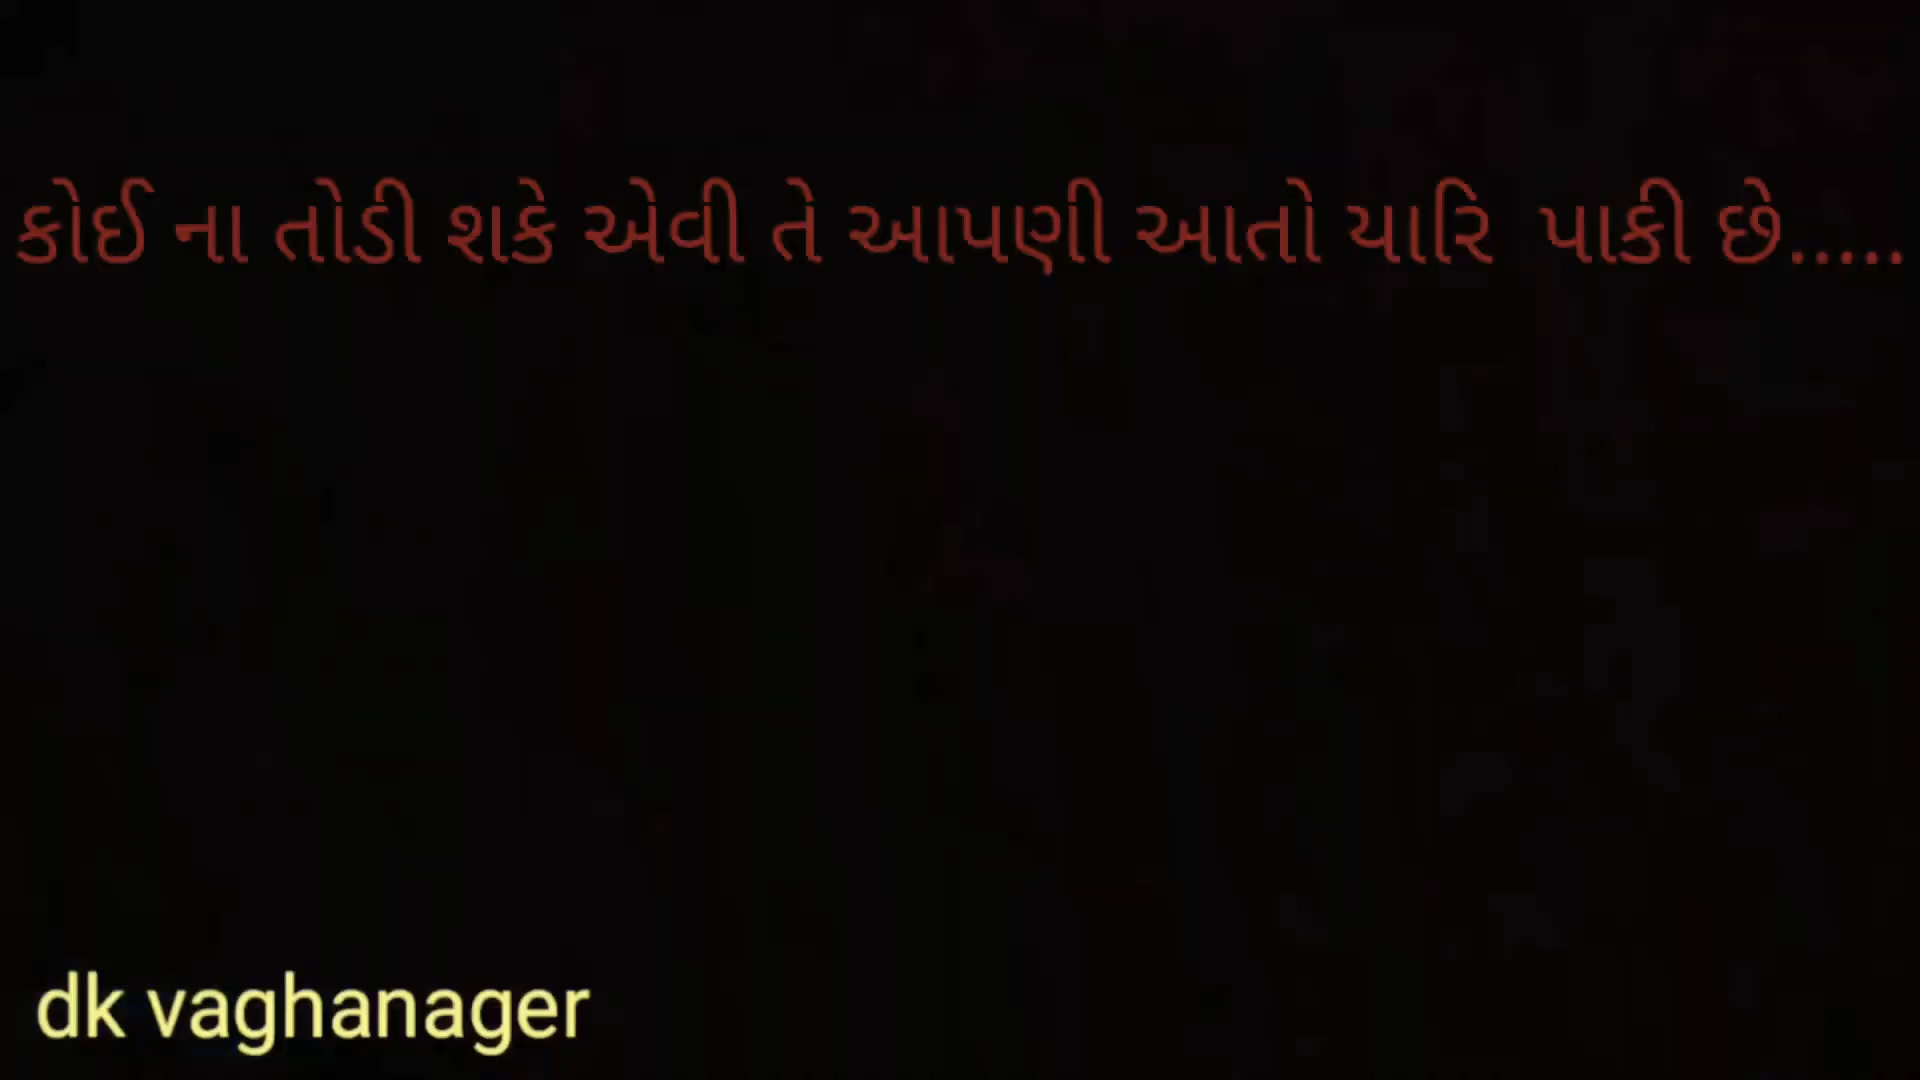 કોઈ ના તોડી શકે એવી તે આપણી આતો યારિ  પાકી છે.....
dk vaghanager